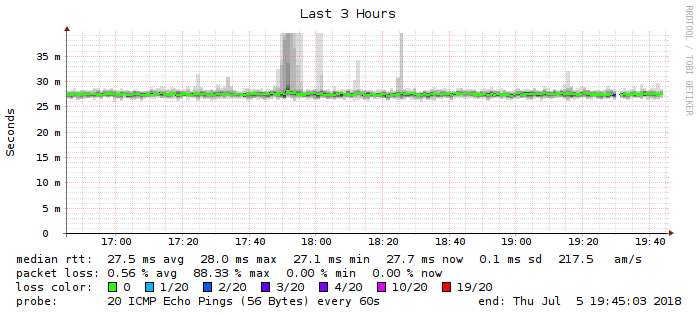 Last 3 Hours
RRDTOOL / TOBI OETIKER
Seconds
35 m
30 m
25 m
20 m
15 m
10 m
5 m
0
17:00 17:20 17:40 18:00 18:20 18:40 19:00 19:20 19:40
median rtt: 27.5 ms avg 28.0 ms max 27.1 ms min 27.7 ms now 0.1 ms sd 217.5 am/s
packet loss: 0.56 % avg 88.33 % max 0.00 % min 0.00 % now
loss color: 0 1/20 2/20 3/20 4/20 10/20 19/20
probe: 20 ICMP Echo Pings (56 Bytes) every 60s end: Thu Jul 5 19:45:03 2018